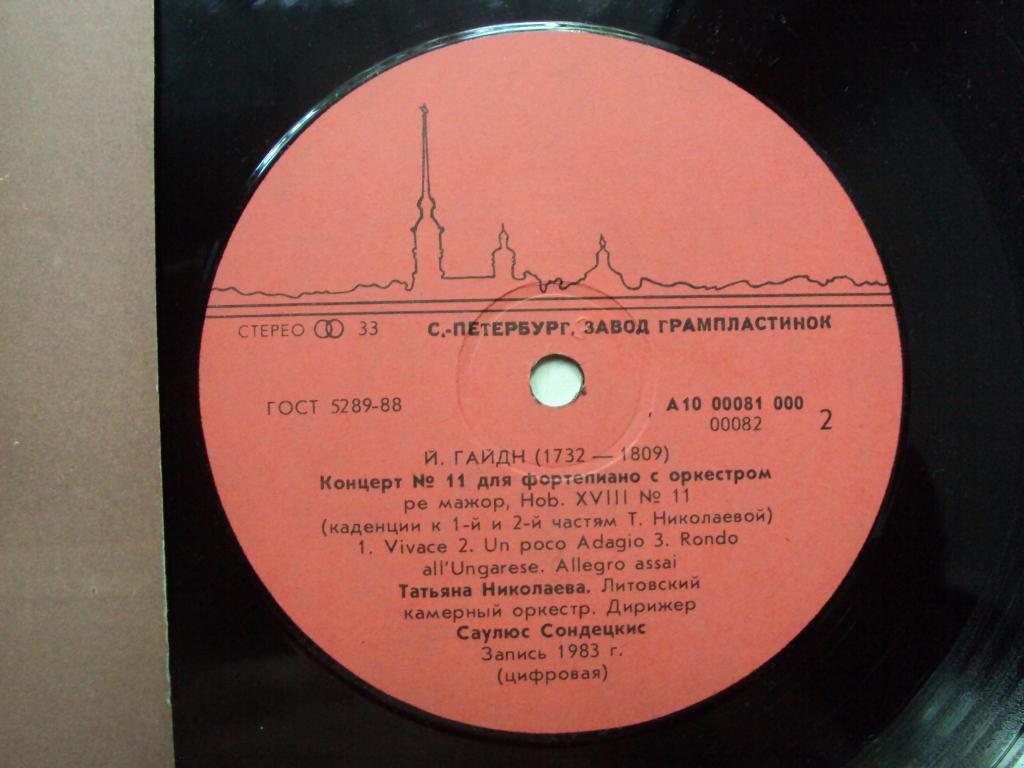 СТЕРЕО 33 С.-ПЕТЕРБУРГ, ЗАВОД ГРАМПЛАСТИНОК
ГОСТ 5289-88
А10 00081 000
00082 2
Й. ГАЙДН (1732 — 1809)
Концерт № 11 для фортепиано с оркестром
ре мажор, Hob. XVIII № 11
(каденции к 1-й и 2-й частям Т. Николаевой)
1. Vivace 2. Un poco Adagio 3. Rondo
all'Ungarese. Allegro assai
Татьяна Николаева. Литовский
камерный оркестр. Дирижер
Саулюс Сондецкис
Запись 1983 г.
(цифровая)